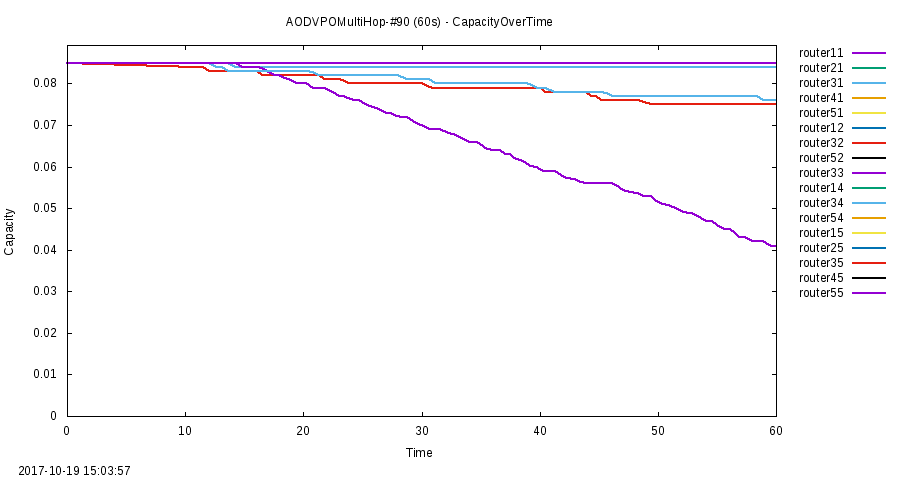 AODVPOMultiHop-#90 (60s) - CapacityOverTime
router11
router21
router31
router41
router51
router12
router32
router52
router33
router14
router34
router54
router15
router25
router35
router45
router55
Capacity
0.08
0.07
0.06
0.05
0.04
0.03
0.02
0.01
0
0 10 20 30 40 50 60
Time
2017-10-19 15:03:57